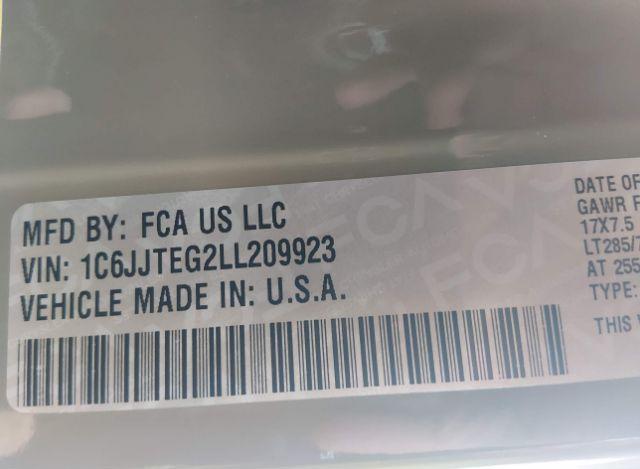 MFD BY: FCA US LLC
VIN: 1C6JJTEG2LL209923
VEHICLE MADE IN: U.S.A.
DATE OF
GAWR F
17X7.5
LT285/7
AT 255
TYPE:
THIS